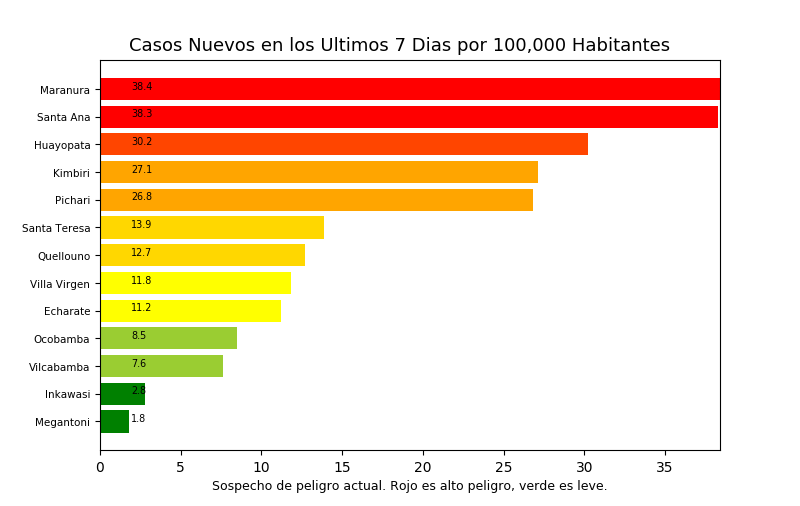 Casos Nuevos en los Ultimos 7 Dias por 100,000 Habitantes
Maranura 38.4
Santa Ana 38.3
Huayopata 30.2
Kimbiri 27.1
Pichari 26.8
Santa Teresa 13.9
Quellouno 12.7
Villa Virgen 11.8
Echarate 11.2
Ocobamba 8.5
Vilcabamba 7.6
Inkawasi 2.8
Megantoni 1.8
0 5 10 15 20 25 30 35
Sospecho de peligro actual. Rojo es alto peligro, verde es leve.